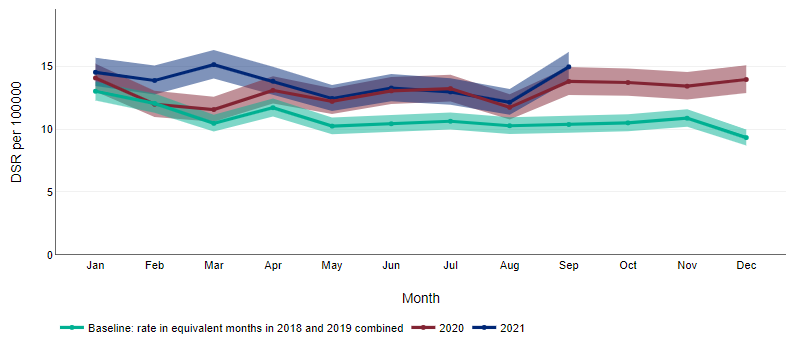 DSR per 100000
15
10
5
0
Jan Feb Mar Apr May Jun Jul Aug Sep Oct Nov Dec
Month
Baseline: rate in equivalent months in 2018 and 2019 combined 2020 2021